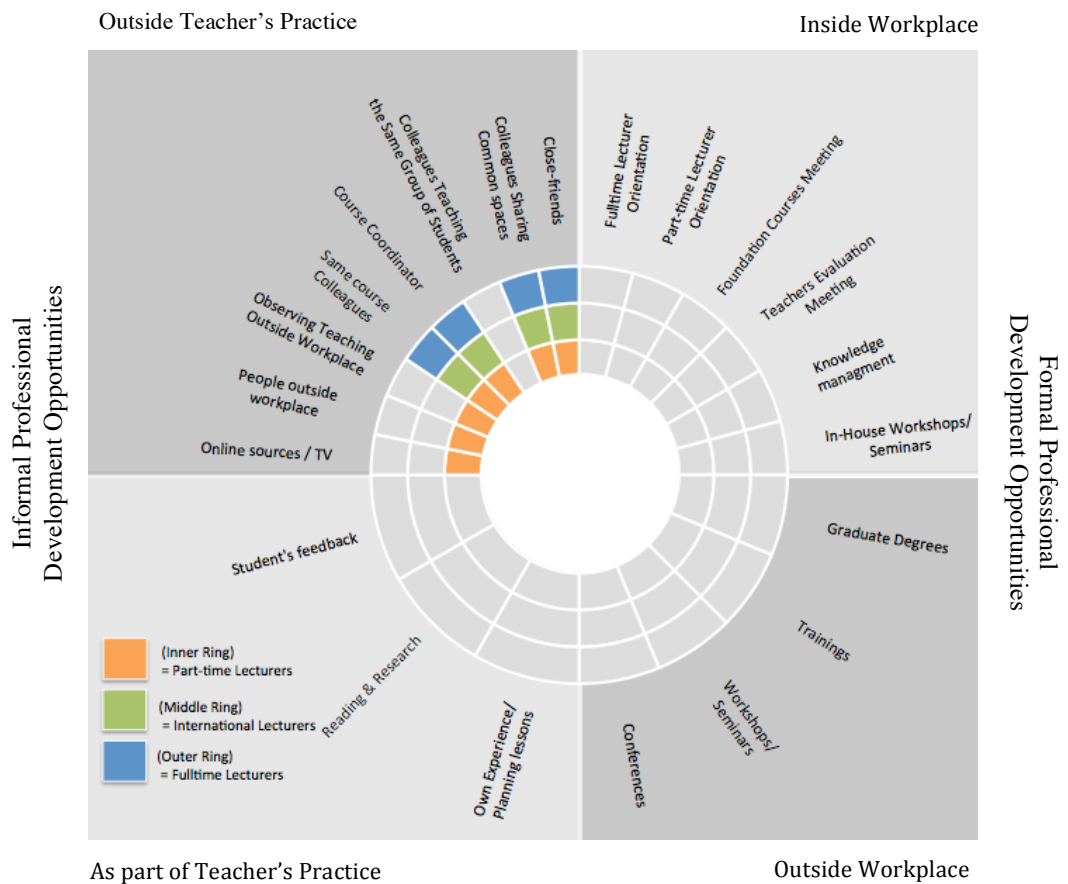 Outside Teacher's Practice
Inside Workplace
Informal Professional
Development Opportunities
Formal Professional
Development Opportunities
Online sources / TV
People outside
workplace
Observing Teaching
Outside Workplace
Same course
Colleagues
Course Coordinator
Colleagues Teaching
the Same Group of Students
Colleagues Sharing
Common spaces
Close-friends
Fulltime Lecturer
Orientation
Part-time Lecturer
Orientation
Foundation Courses Meeting
Teachers Evaluation
Meeting
Knowledge
managment
In-House Workshops/
Seminars
Graduate Degrees
Trainings
Workshops/
Seminars
Conferences
Own Experience/
Planning lessons
Reading & Research
Student's feedback
(Inner Ring)
= Part-time Lecturers
(Middle Ring)
= International Lecturers
(Outer Ring)
= Fulltime Lecturers
As part of Teacher's Practice
Outside Workplace